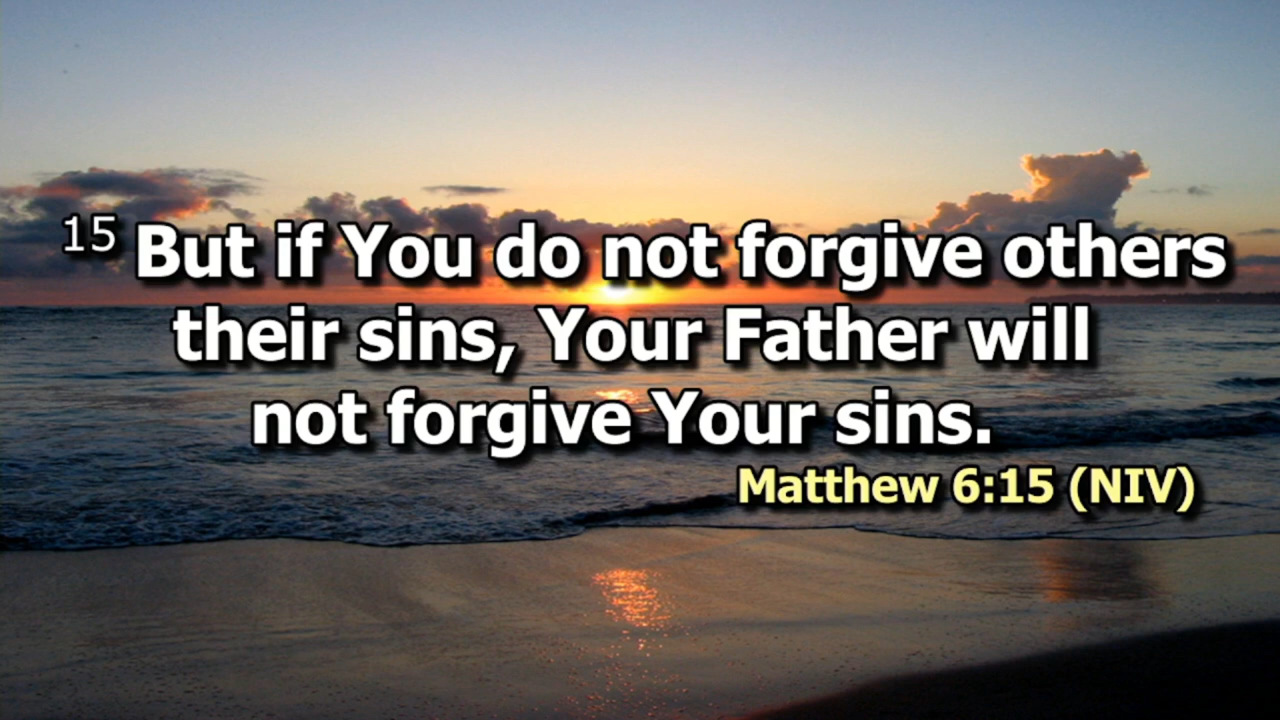 15 But if You do not forgive others
their sins, Your Father will
not forgive Your sins.
Matthew 6:15 (NIV)